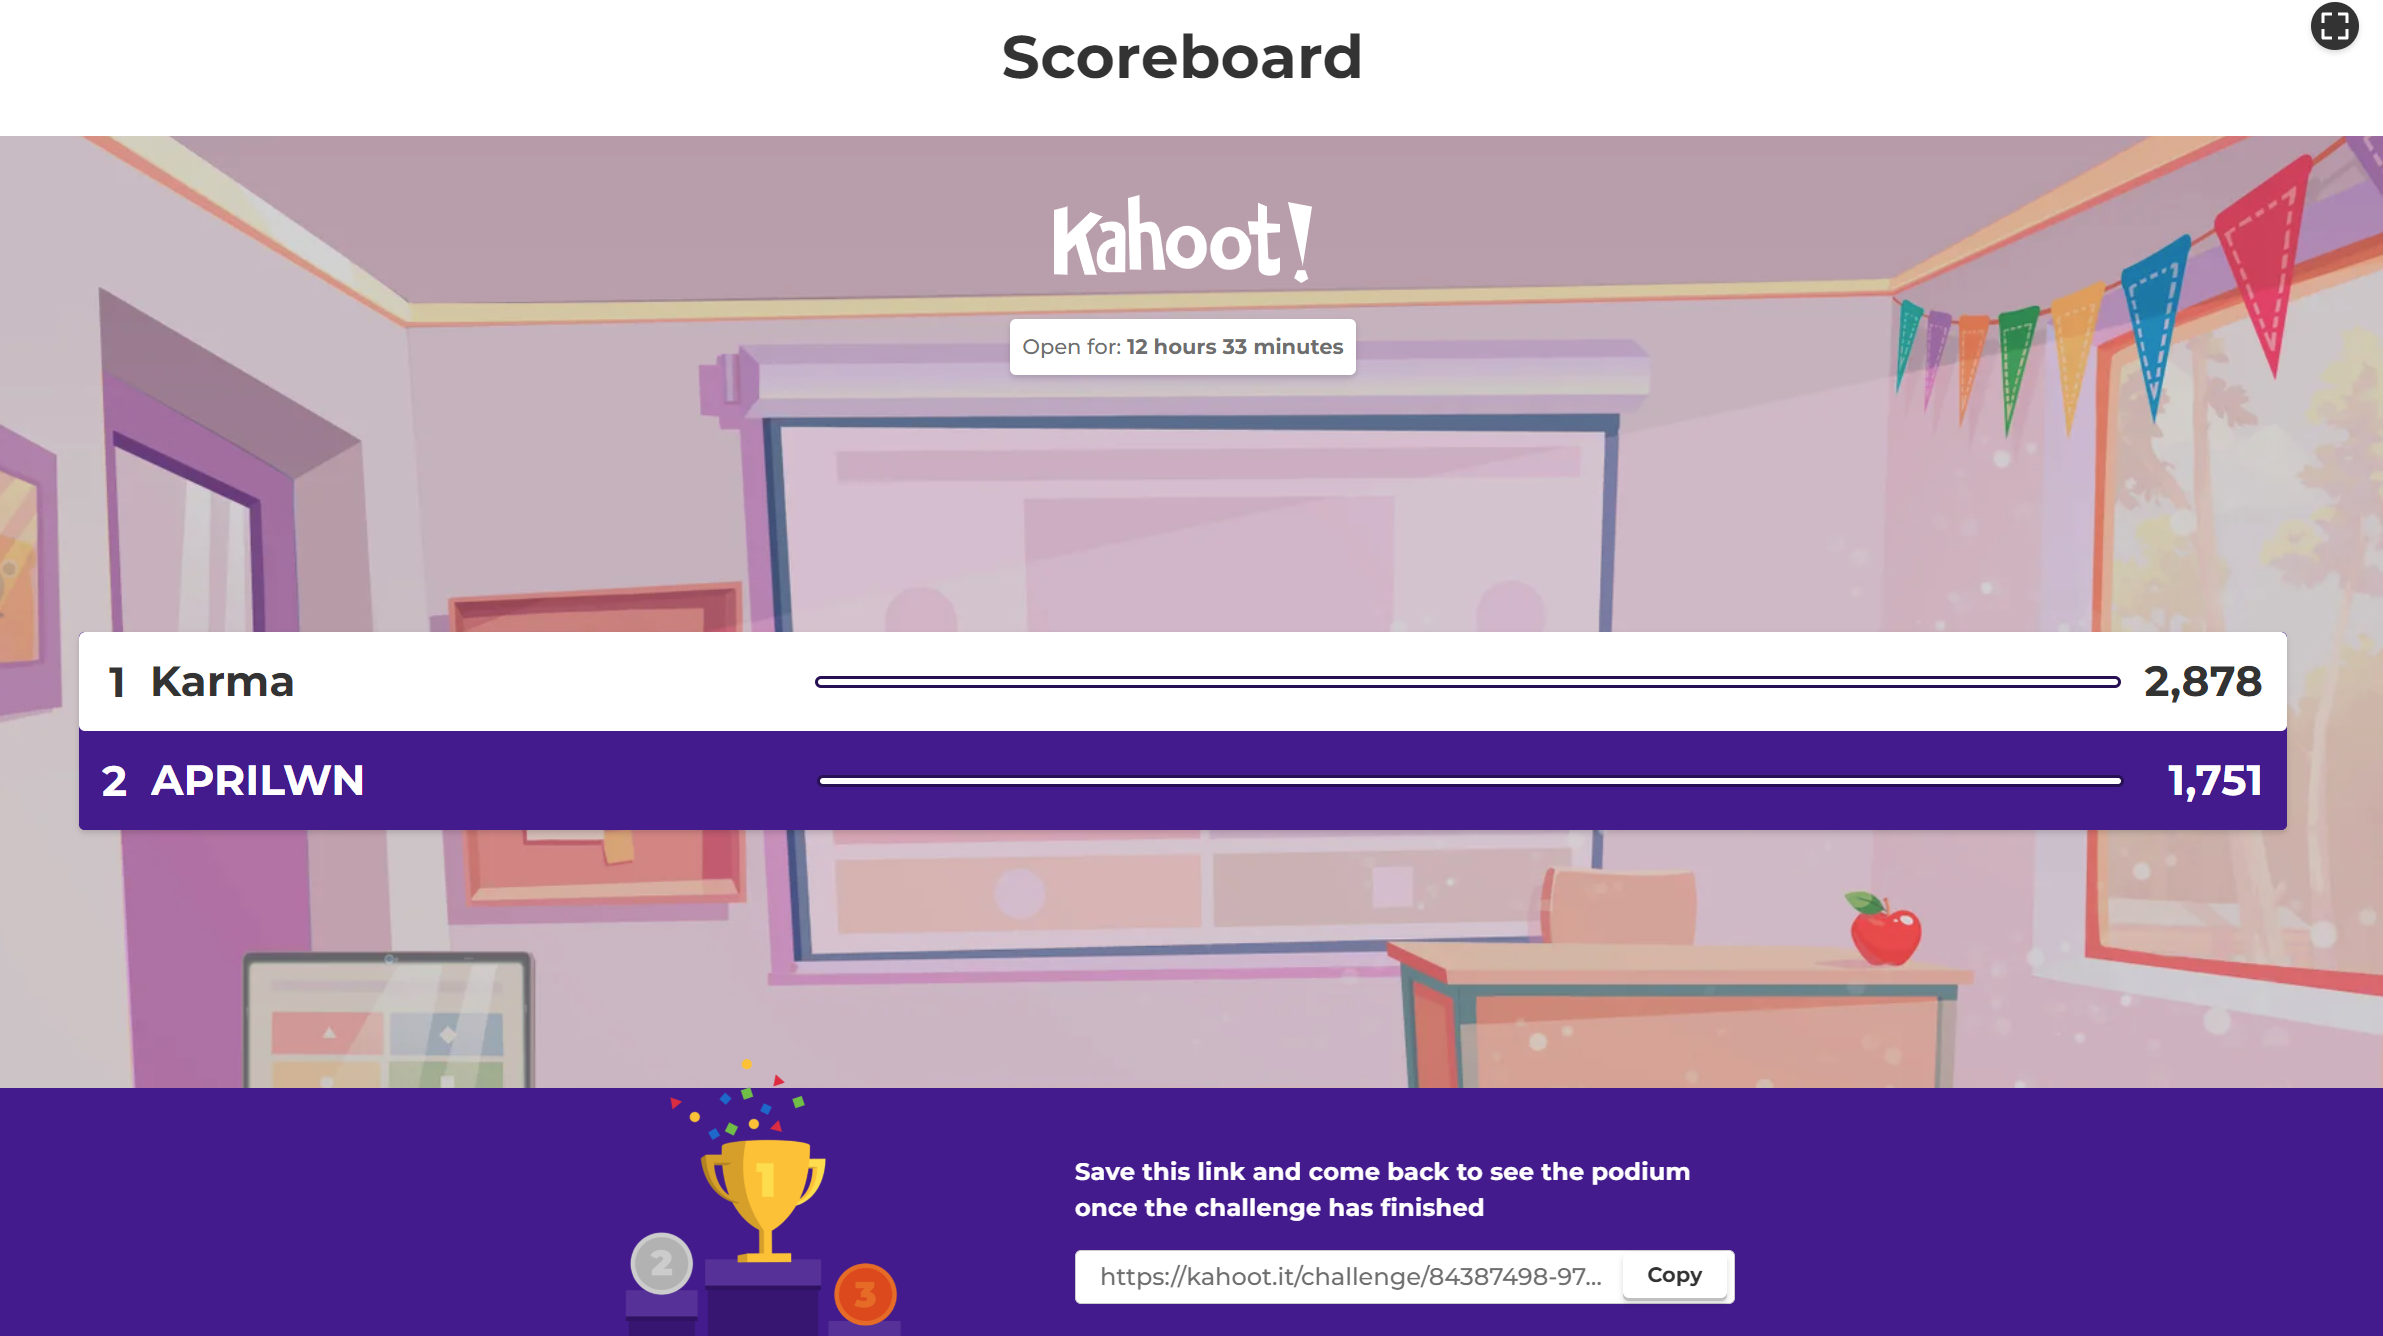 Scoreboard
Kahoot!
Open for: 12 hours 33 minutes
1 Karma 2,878
2 APRILWN 1,751
1
2
3
Save this link and come back to see the podium
once the challenge has finished
https://kahoot.it/challenge/84387498-97... Copy